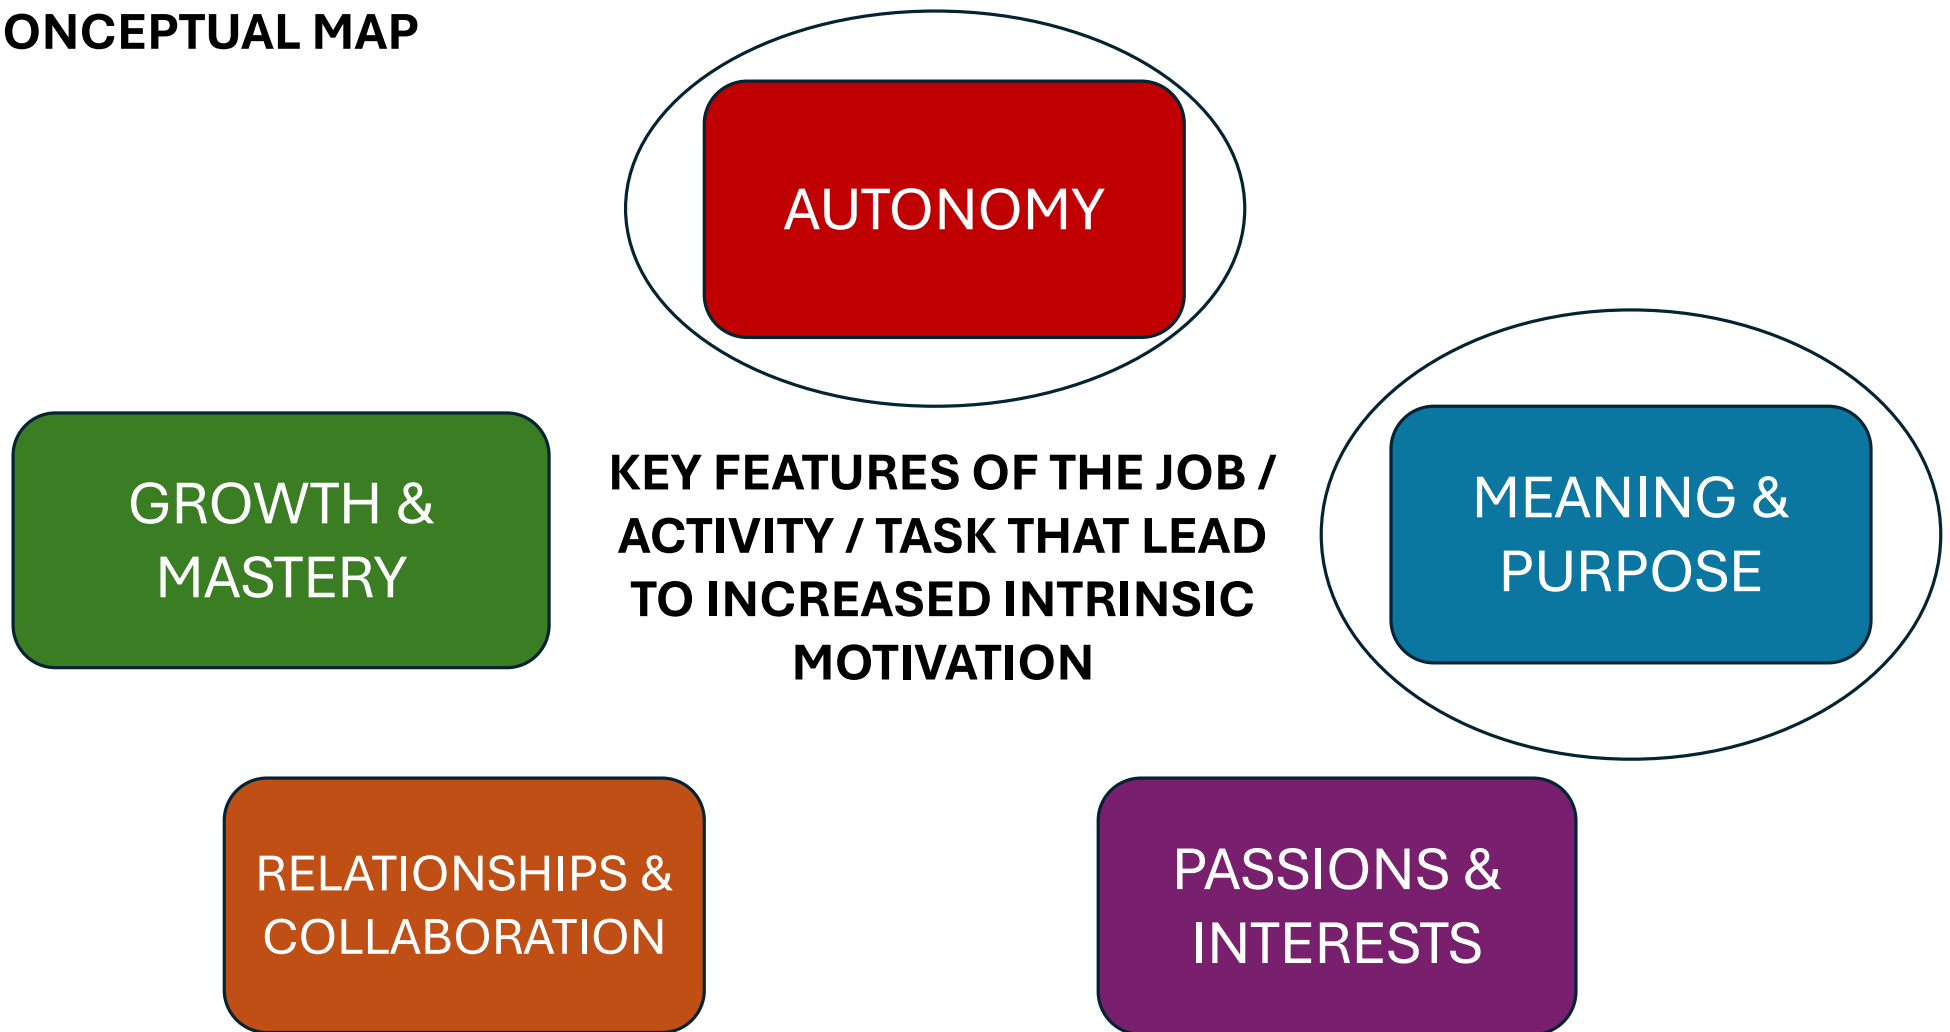 ONCEPTUAL MAP
AUTONOMY
GROWTH &
MASTERY
KEY FEATURES OF THE JOB /
ACTIVITY / TASK THAT LEAD
TO INCREASED INTRINSIC
MOTIVATION
MEANING &
PURPOSE
RELATIONSHIPS &
COLLABORATION
PASSIONS &
INTERESTS